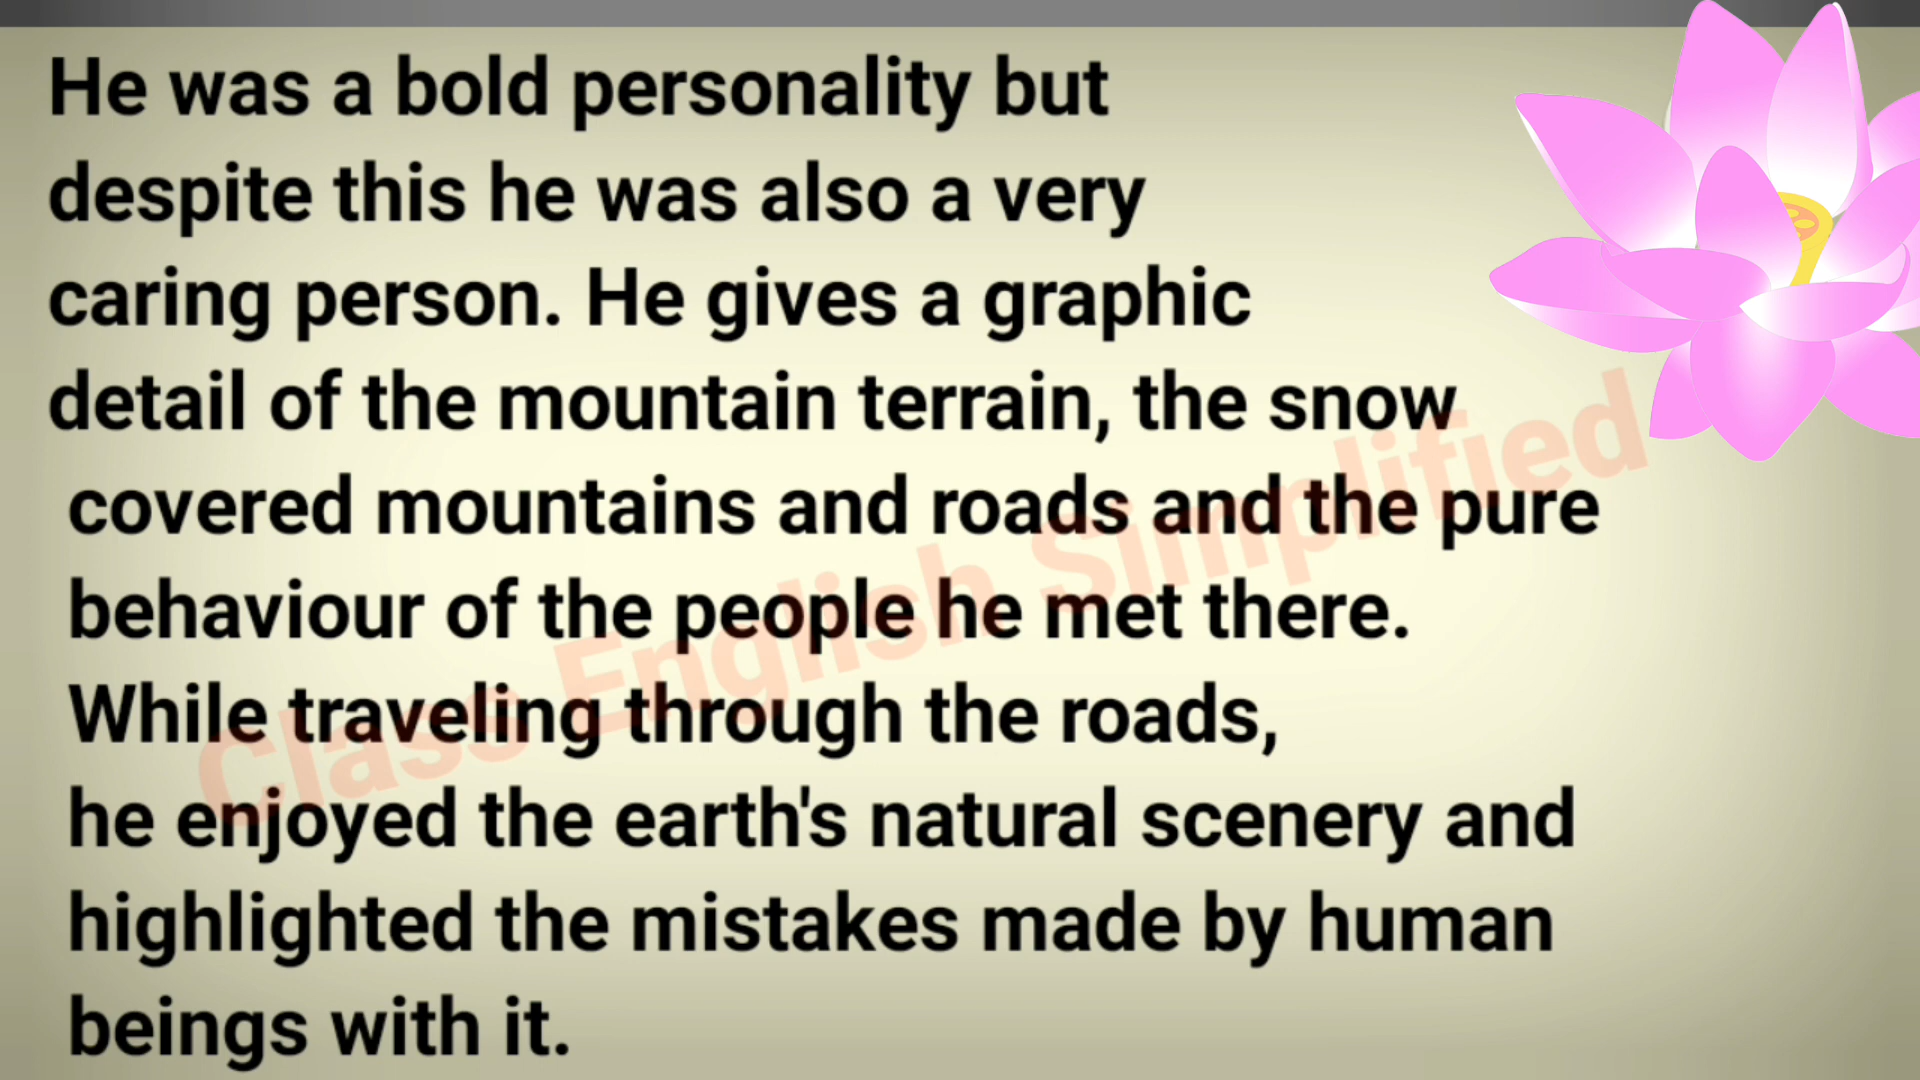 He was a bold personality but
despite this he was also a very
caring person. He gives a graphic
detail of the mountain terrain, the snow
covered mountains and roads and the pure
behaviour of the people he met there.
While traveling through the roads,
he enjoyed the earth's natural scenery and
highlighted the mistakes made by human
beings with it.
Class English Simplified